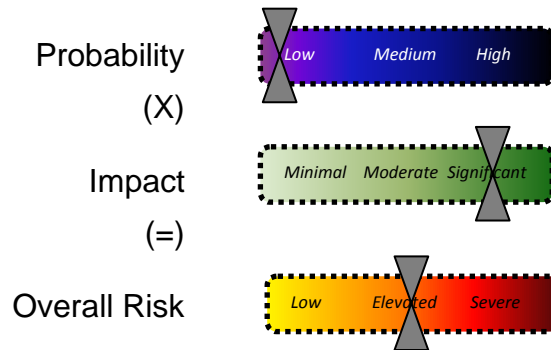 Probability
Low Medium High
(X)
Impact
Minimal Moderate Significant
(=)
Overall Risk
Low Elevated Severe